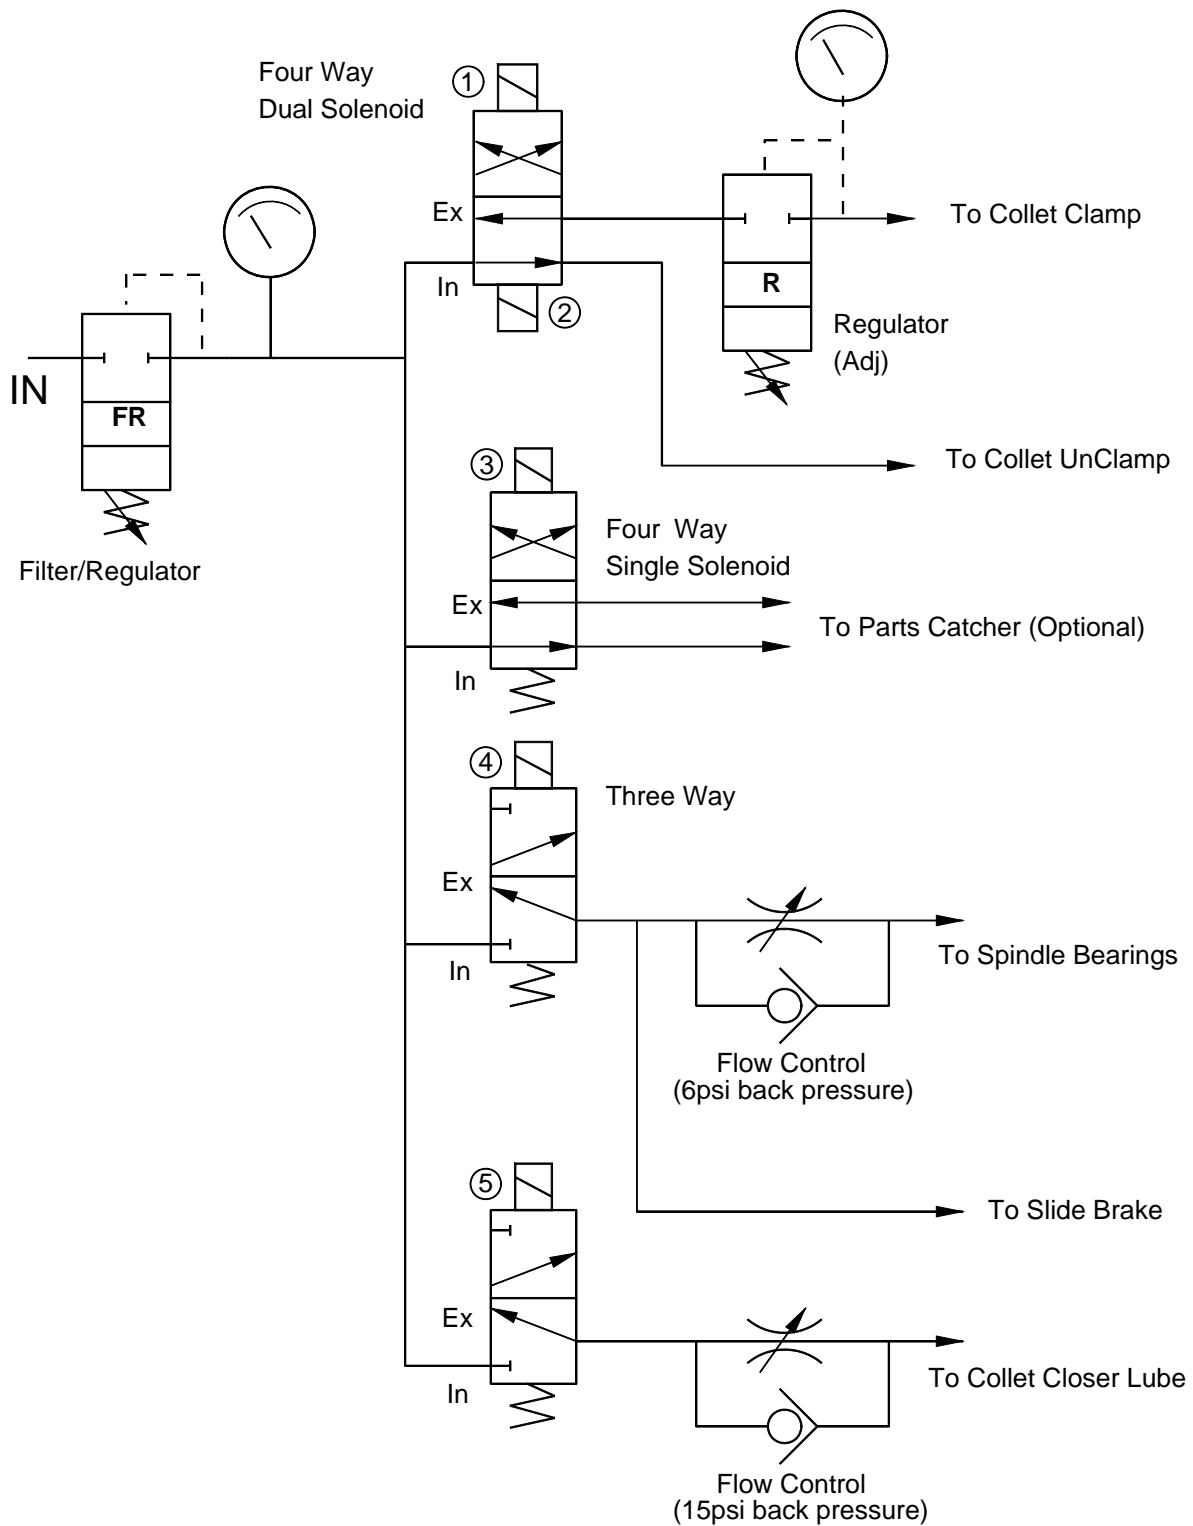 Four Way
Dual Solenoid
1
Ex
In
2
To Collet Clamp
R
Regulator
(Adj)
IN
FR
Filter/Regulator
To Collet UnClamp
3
Four Way
Single Solenoid
Ex
In
To Parts Catcher (Optional)
4
Three Way
Ex
In
To Spindle Bearings
Flow Control
(6psi back pressure)
To Slide Brake
5
Ex
In
To Collet Closer Lube
Flow Control
(15psi back pressure)